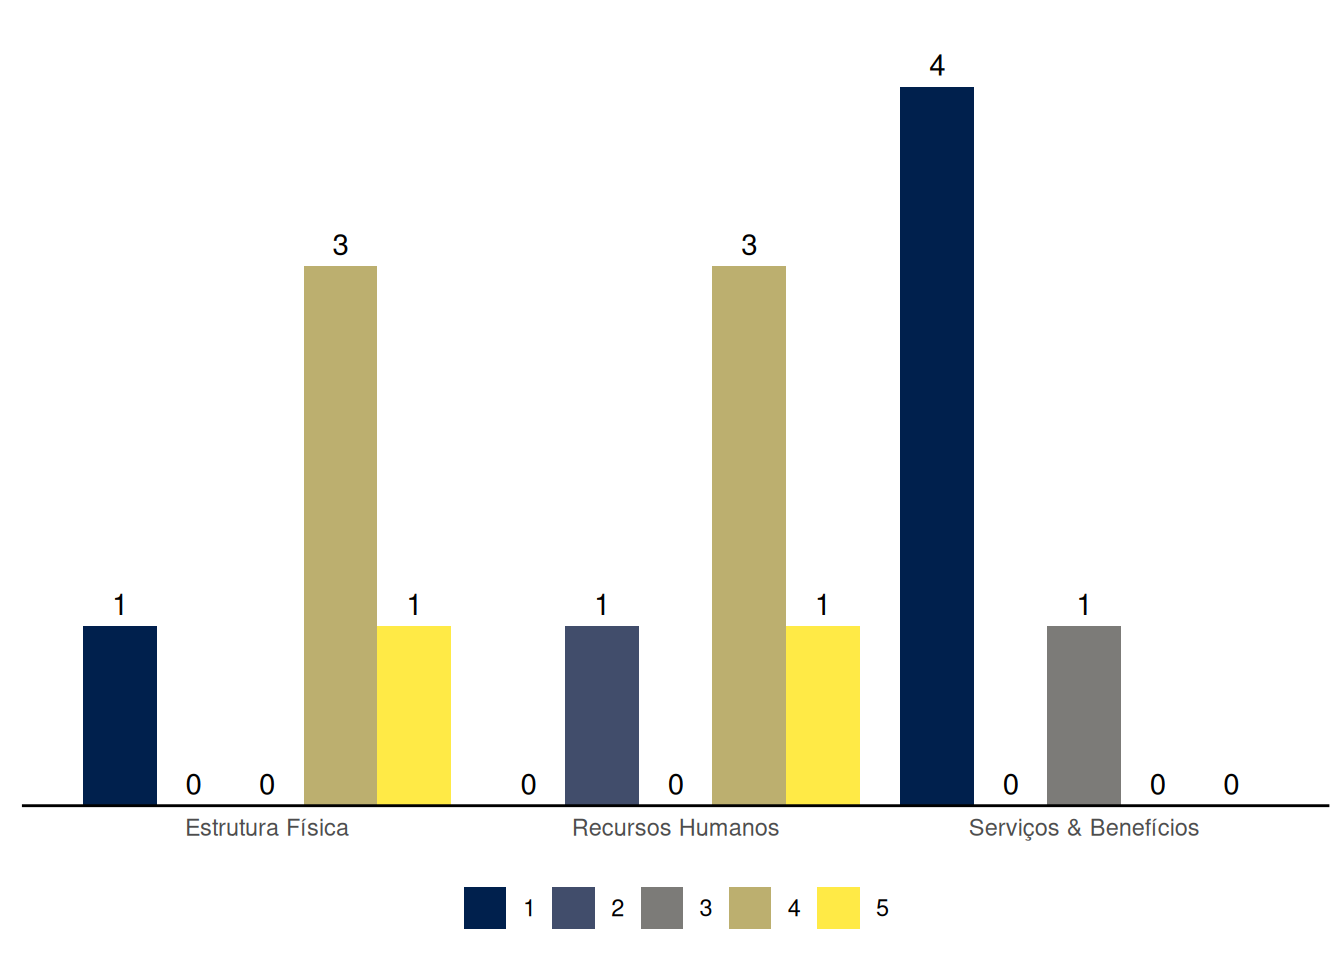 4
3 3
1 1 1 1 1
0 0 0 0 0 0 0
Estrutura Física Recursos Humanos Serviços & Benefícios
1 2 3 4 5